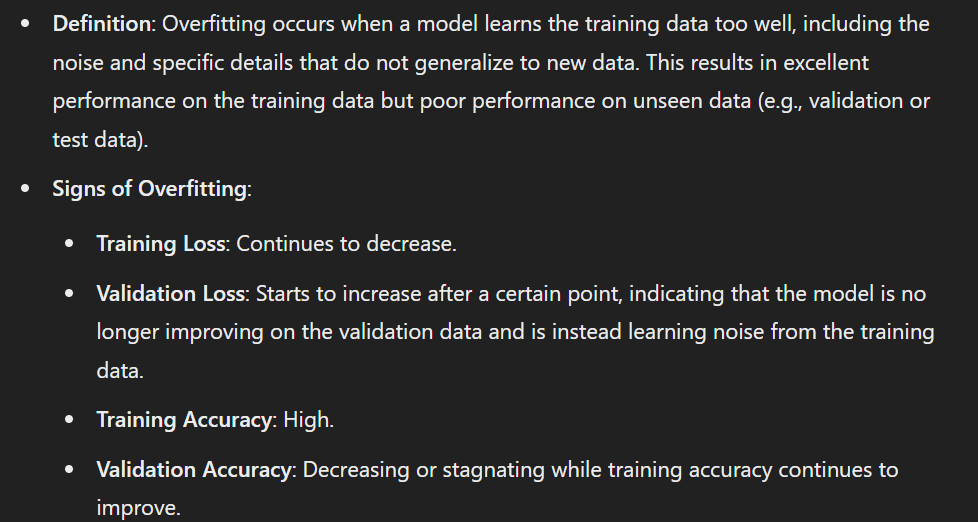 • Definition: Overfitting occurs when a model learns the training data too well, including the
noise and specific details that do not generalize to new data. This results in excellent
performance on the training data but poor performance on unseen data (e.g., validation or
test data).
• Signs of Overfitting:
• Training Loss: Continues to decrease.
• Validation Loss: Starts to increase after a certain point, indicating that the model is no
longer improving on the validation data and is instead learning noise from the training
data.
• Training Accuracy: High.
• Validation Accuracy: Decreasing or stagnating while training accuracy continues to
improve.